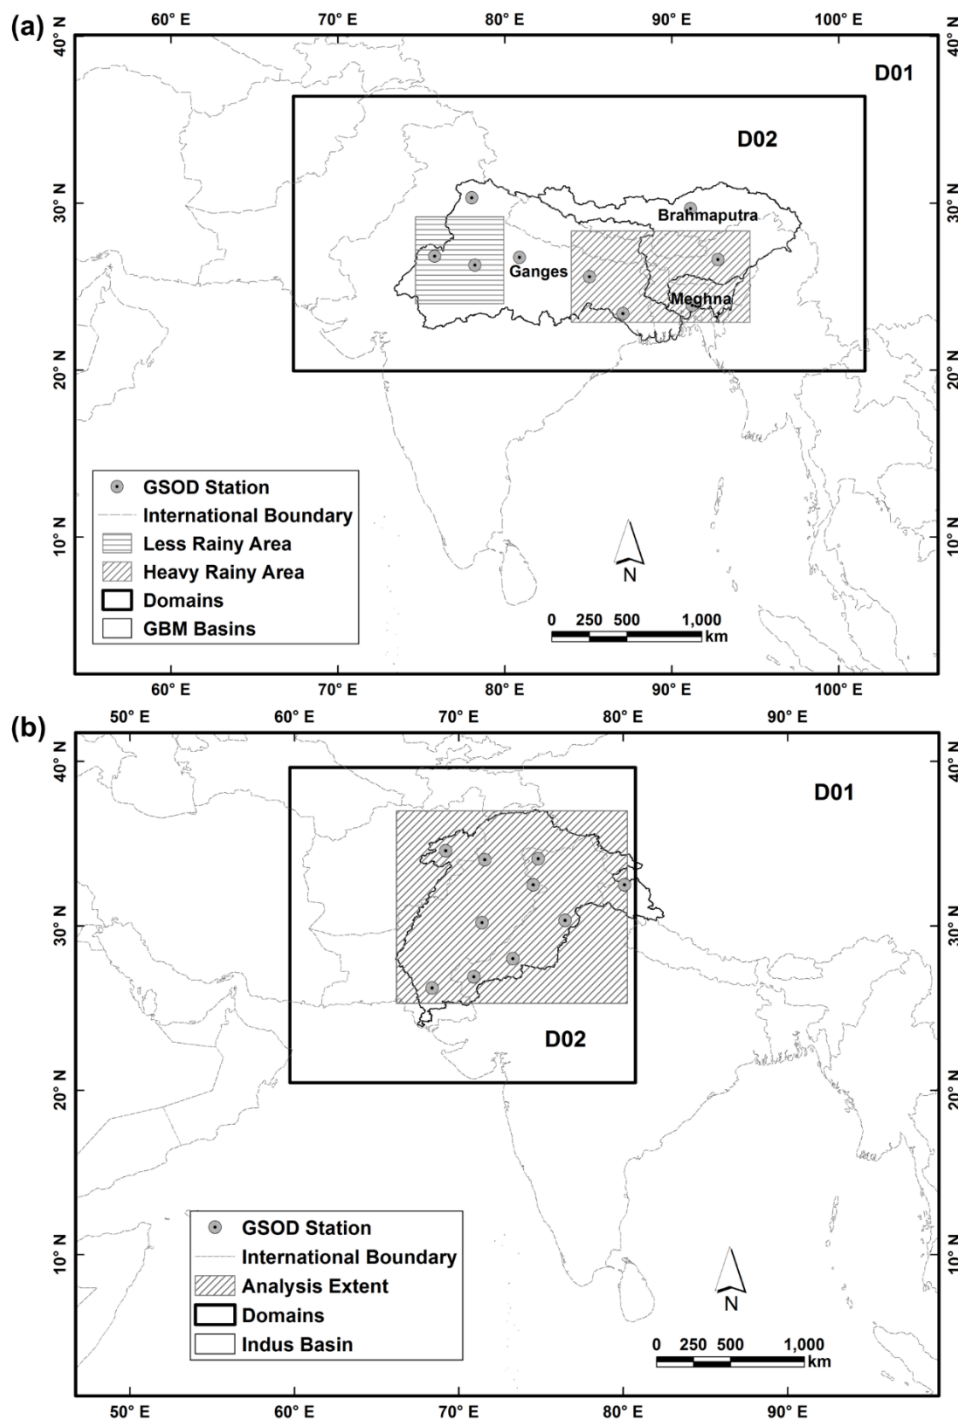 (a)
60° E 70° E 80° E 90° E 100° E
40° N
30° N
20° N
10° N
D01
D02
Brahmaputra
Ganges
Meghna
GSOD Station
International Boundary
Less Rainy Area
Heavy Rainy Area
Domains
GBM Basins
N
0 250 500 1,000
km
40° N
30° N
20° N
10° N
60° E 70° E 80° E 90° E 100° E
(b)
50° E 60° E 70° E 80° E 90° E
40° N
30° N
20° N
10° N
D01
D02
GSOD Station
International Boundary
Analysis Extent
Domains
Indus Basin
N
0 250 500 1,000
km
40° N
30° N
20° N
10° N
50° E 60° E 70° E 80° E 90° E